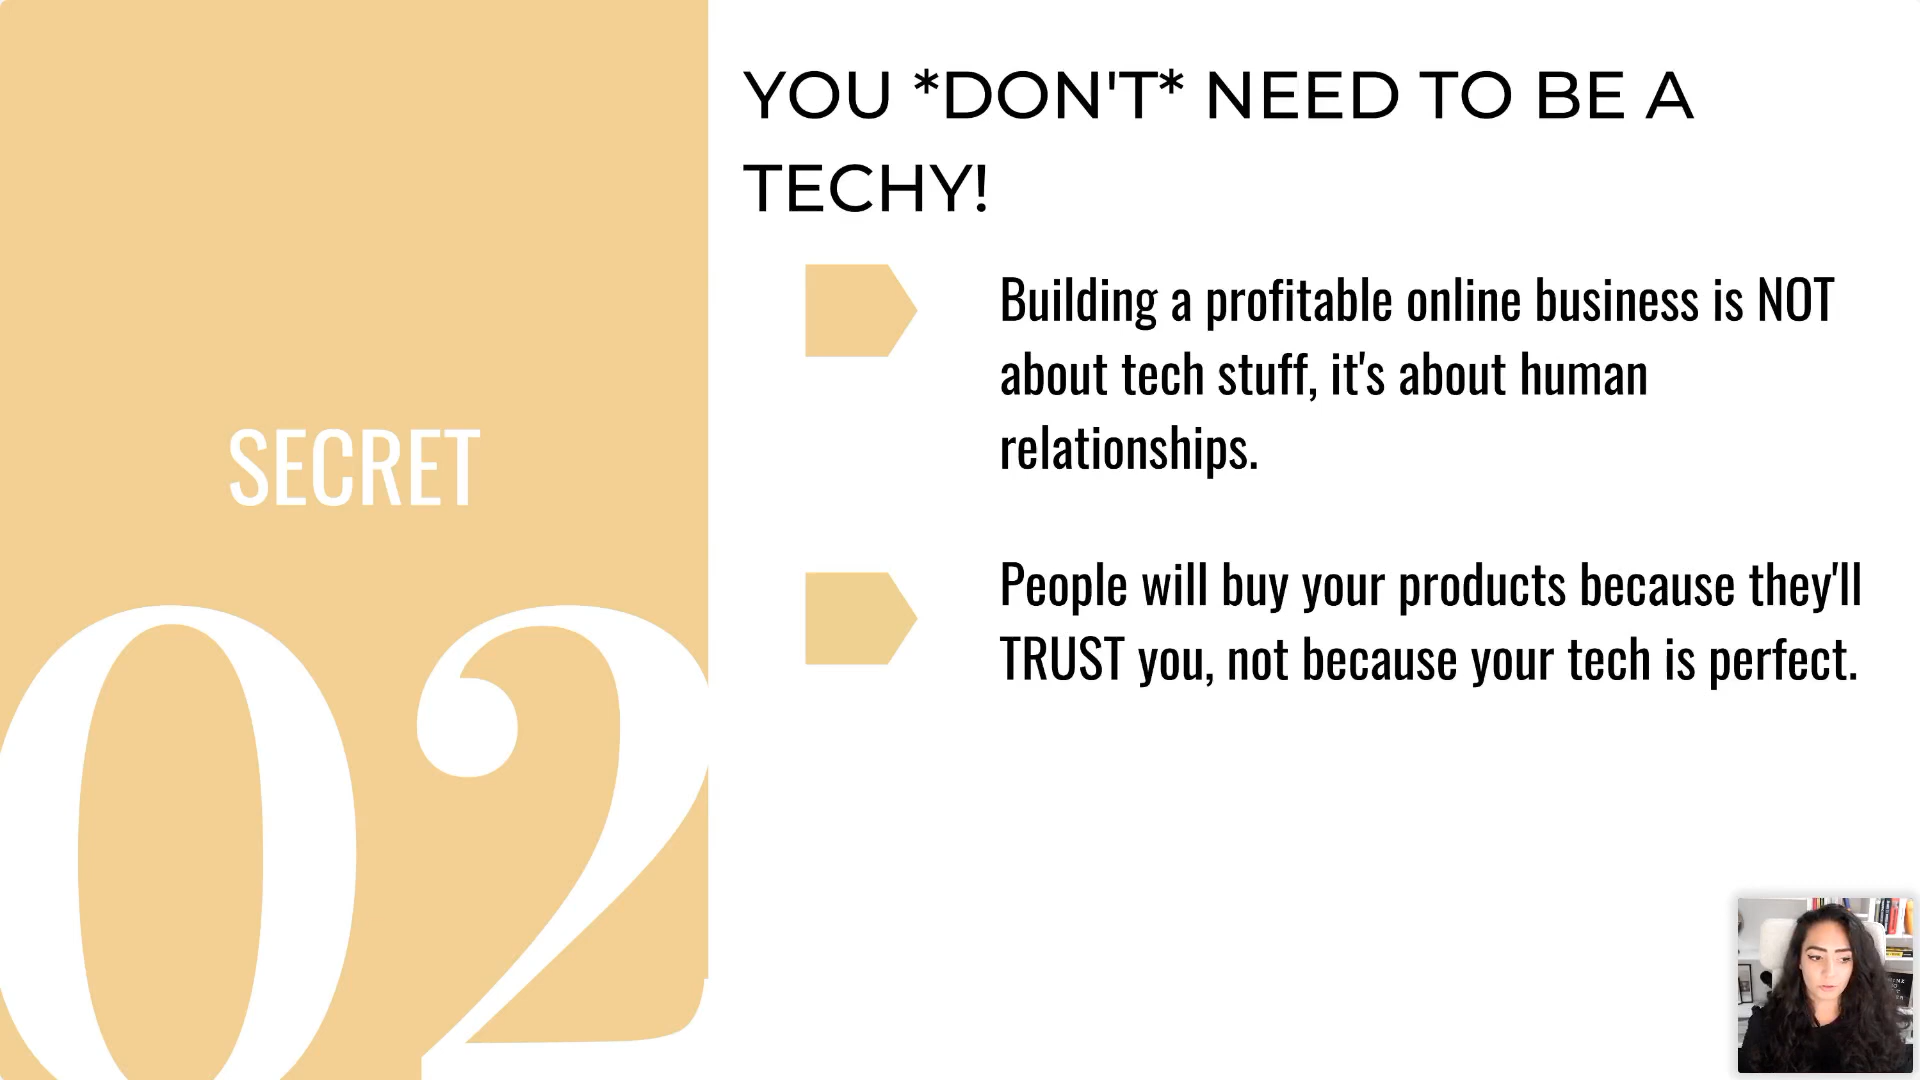 SECRET
02
YOU *DON'T* NEED TO BE A
TECHY!
Building a profitable online business is NOT
about tech stuff, it's about human
relationships.
People will buy your products because they'll
TRUST you, not because your tech is perfect.